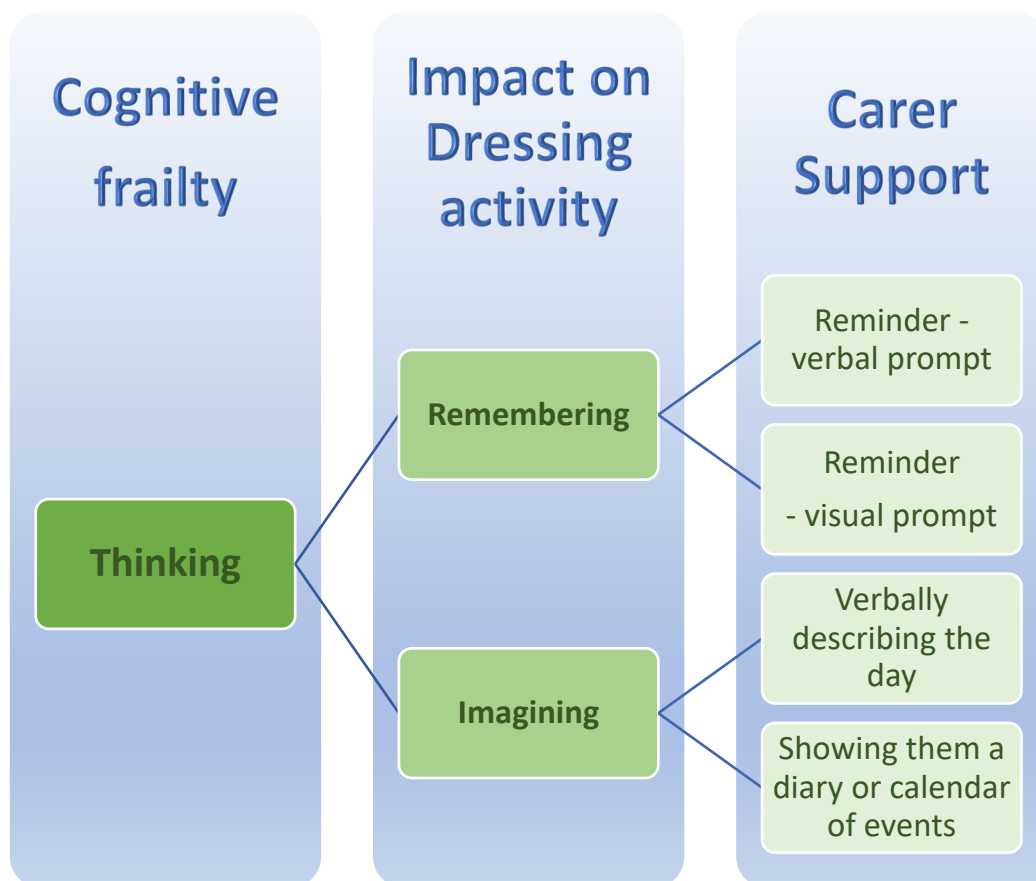 Cognitive
frailty
Impact on
Dressing
activity
Carer
Support
Thinking
Remembering
Imagining
Reminder -
verbal prompt
Reminder
- visual prompt
Verbally
describing the
day
Showing them a
diary or calendar
of events